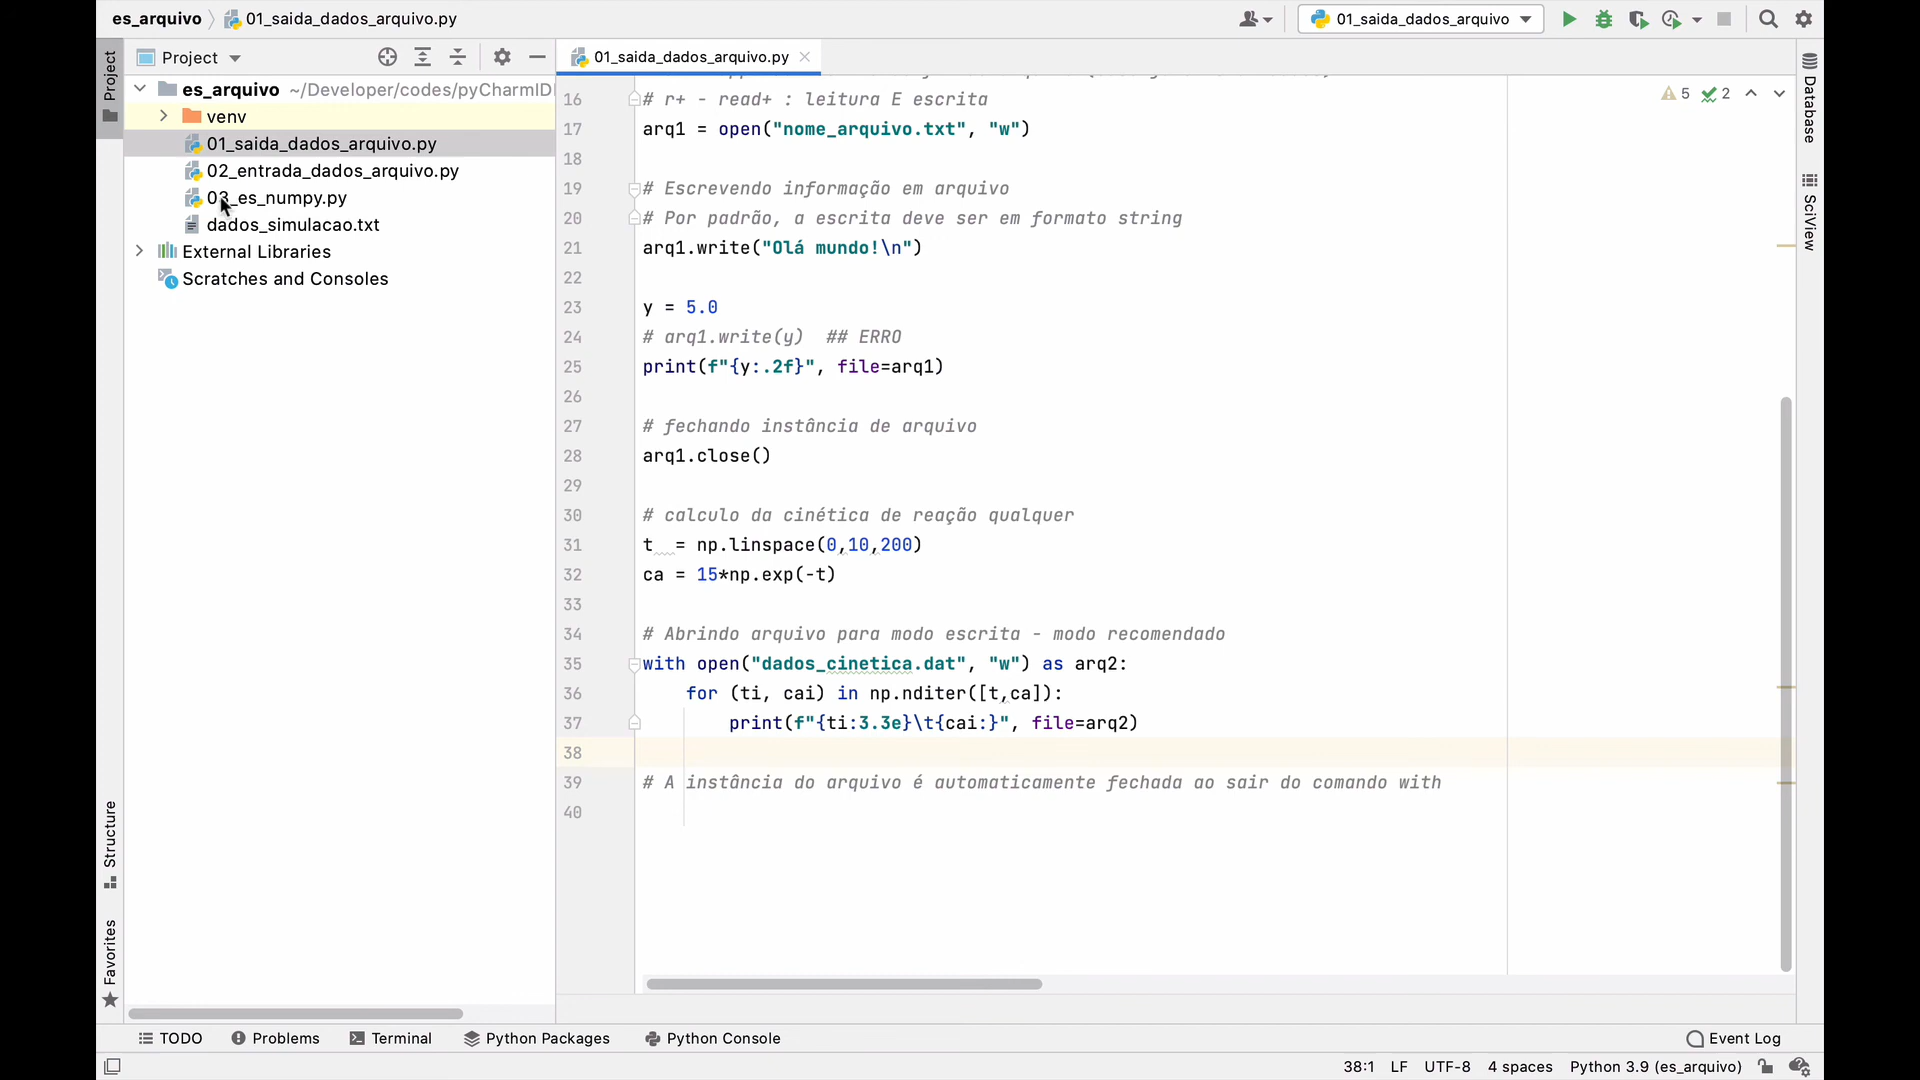 es_arquivo 01_saida_dados_arquivo.py
01_saida_dados_arquivo
Project
01_saida_dados_arquivo.py
Project
es_arquivo ~/Developer/codes/pyCharmID
venv
01_saida_dados_arquivo.py
02_entrada_dados_arquivo.py
03_es_numpy.py
dados_simulacao.txt
External Libraries
Scratches and Consoles
5 2
16 # r+ - read+ : leitura E escrita
17 arq1 = open("nome_arquivo.txt", "w")
18
19 # Escrevendo informação em arquivo
20 # Por padrão, a escrita deve ser em formato string
21 arq1.write("Olá mundo!\n")
22
23 y = 5.0
24 # arq1.write(y)  ## ERRO
25 print(f"{y:.2f}", file=arq1)
26
27 # fechando instância de arquivo
28 arq1.close()
29
30 # calculo da cinética de reação qualquer
31 t  = np.linspace(0,10,200)
32 ca = 15*np.exp(-t)
33
34 # Abrindo arquivo para modo escrita - modo recomendado
35 with open("dados_cinetica.dat", "w") as arq2:
36     for (ti, cai) in np.nditer([t,ca]):
37         print(f"{ti:3.3e}\t{cai:}", file=arq2)
38
39 # A instância do arquivo é automaticamente fechada ao sair do comando with
40
Database
SciView
Structure
Favorites
TODO Problems Terminal Python Packages Python Console Event Log
38:1 LF UTF-8 4 spaces Python 3.9 (es_arquivo)